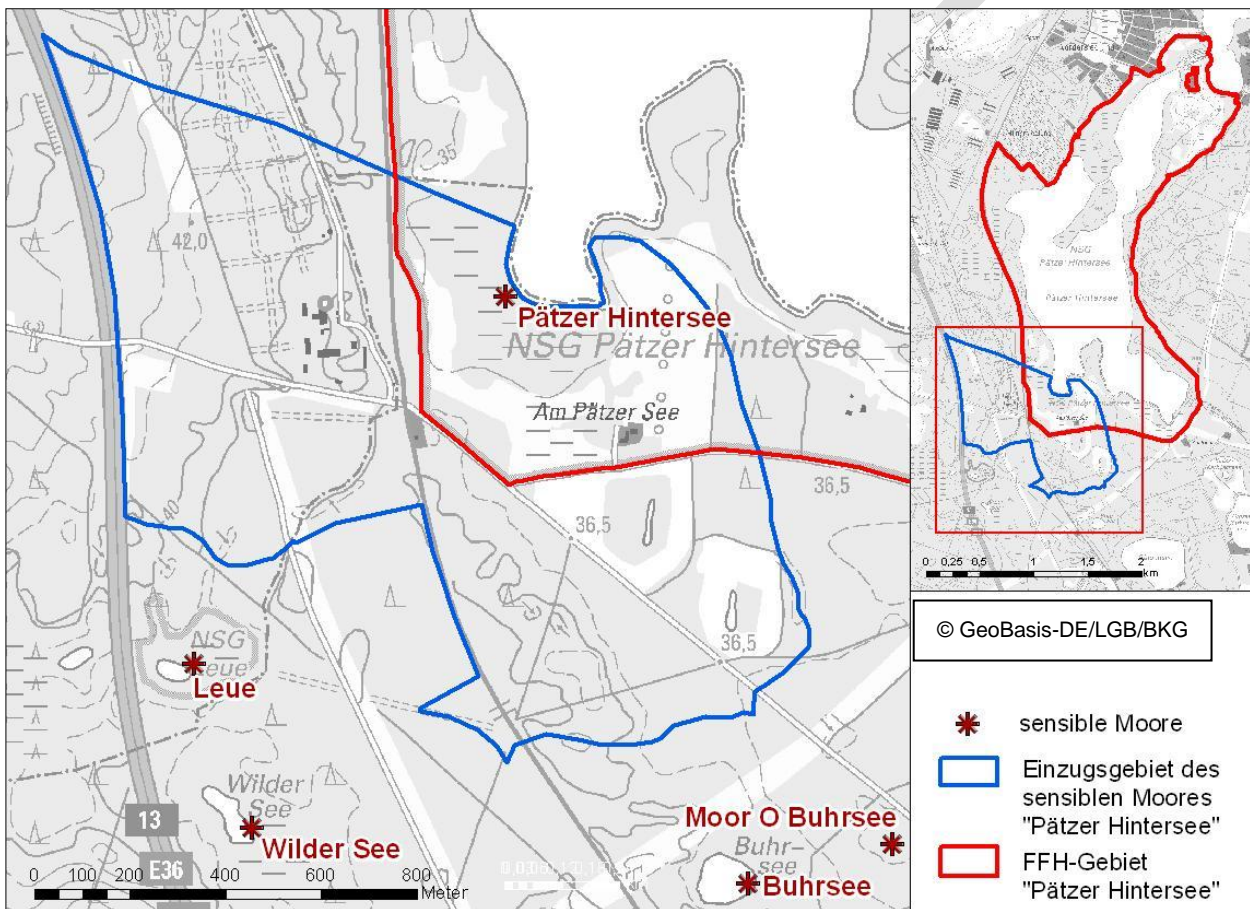 35
42,0
Pätzer Hintersee
NSG Pätzer Hintersee
Am Pätzer See
36,5
36,5
36,5
40
NSG
Leue
Leue
Wilder
See
Wilder See
13
E36
Moor O Buhrsee
Buhr-
see
Buhrsee
0 100 200 400 600 800
Meter
NSG
Pätzer Hintersee
Pätzer Hintersee
0 0,25 0,5 1 1,5 2
km
© GeoBasis-DE/LGB/BKG
sensible Moore
Einzugsgebiet des
sensiblen Moores
"Pätzer Hintersee"
FFH-Gebiet
"Pätzer Hintersee"